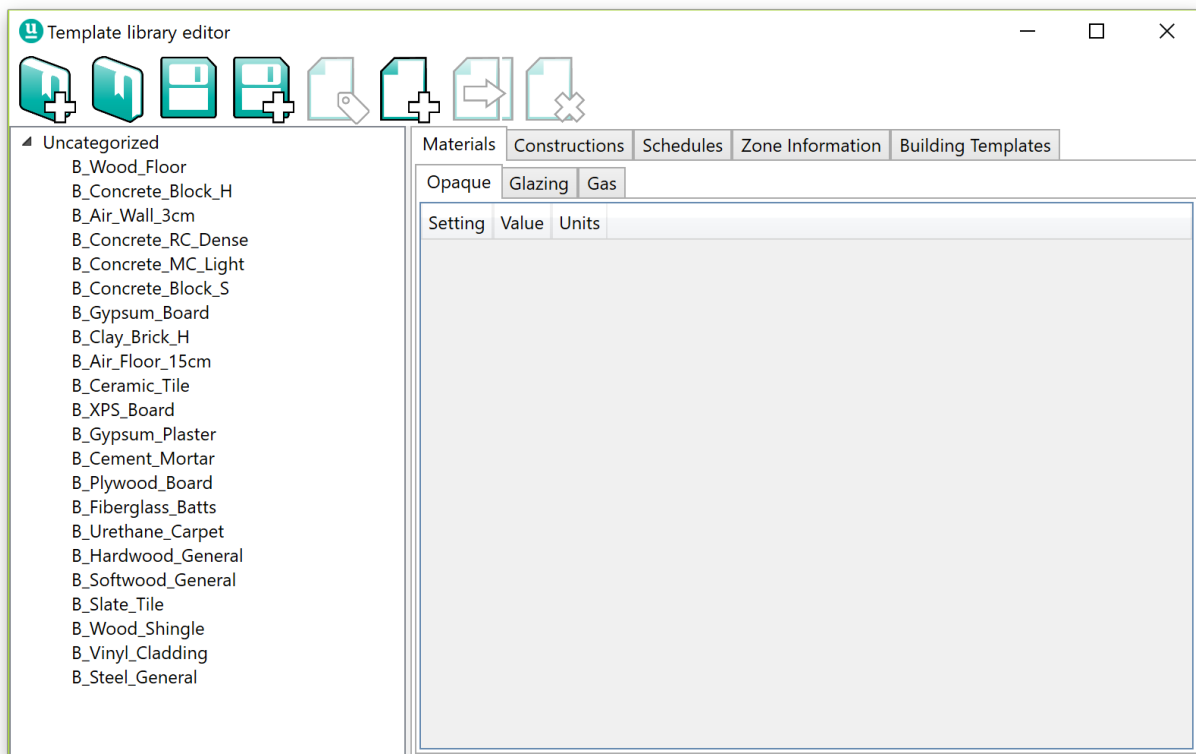 Template library editor
Uncategorized
B_Wood_Floor
B_Concrete_Block_H
B_Air_Wall_3cm
B_Concrete_RC_Dense
B_Concrete_MC_Light
B_Concrete_Block_S
B_Gypsum_Board
B_Clay_Brick_H
B_Air_Floor_15cm
B_Ceramic_Tile
B_XPS_Board
B_Gypsum_Plaster
B_Cement_Mortar
B_Plywood_Board
B_Fiberglass_Batts
B_Urethane_Carpet
B_Hardwood_General
B_Softwood_General
B_Slate_Tile
B_Wood_Shingle
B_Vinyl_Cladding
B_Steel_General
Materials Constructions Schedules Zone Information Building Templates
Opaque Glazing Gas
Setting Value Units